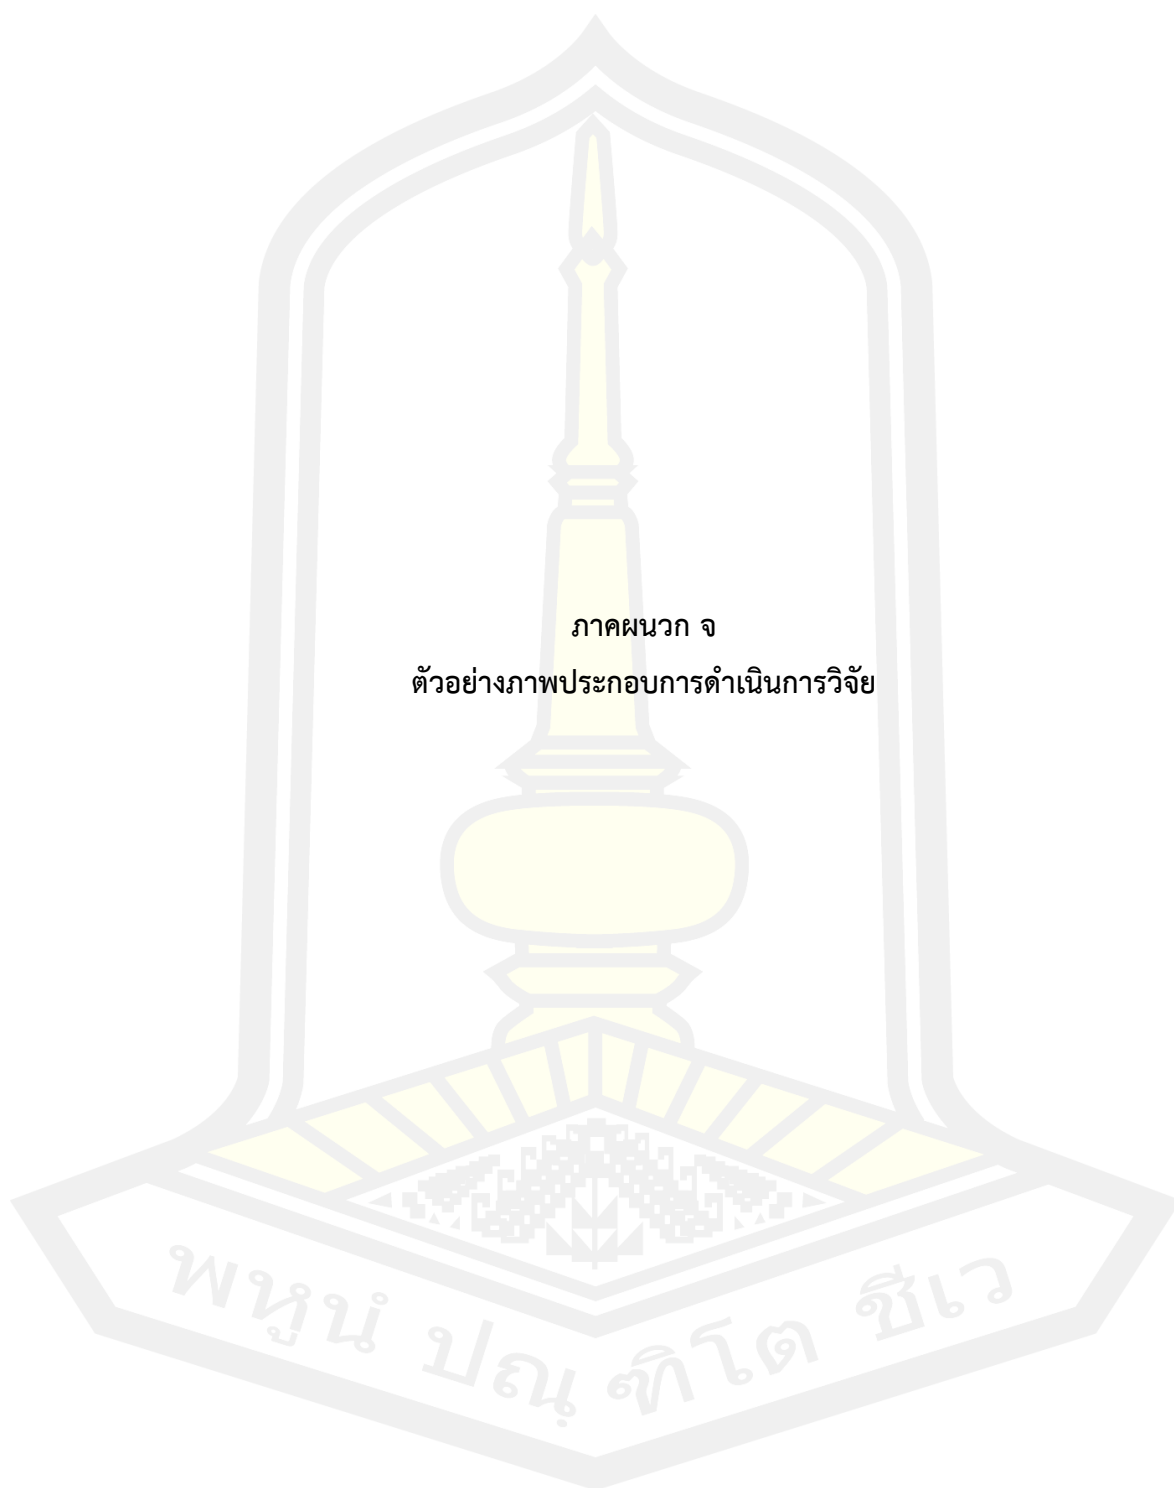 ภาคผนวก จ
ตัวอย่างภาพประกอบการดำเนินการวิจัย
พหูนํ ปณฺฑิโต ชีเว